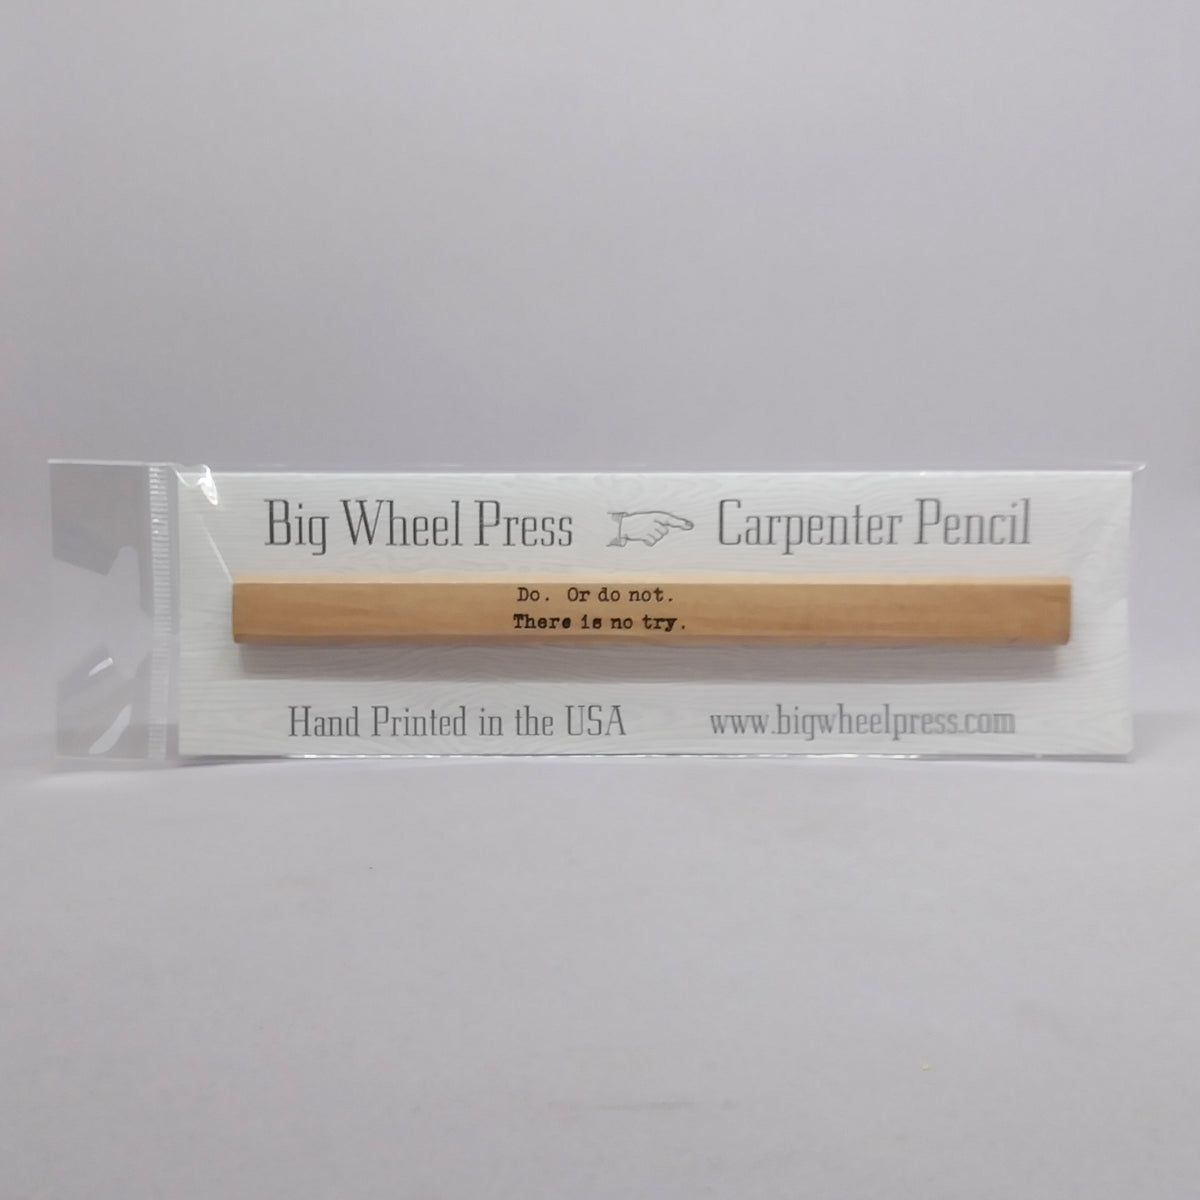 Big Wheel Press Carpenter Pencil
Do. Or do not.
There is no try.
Hand Printed in the USA www.bigwheelpress.com